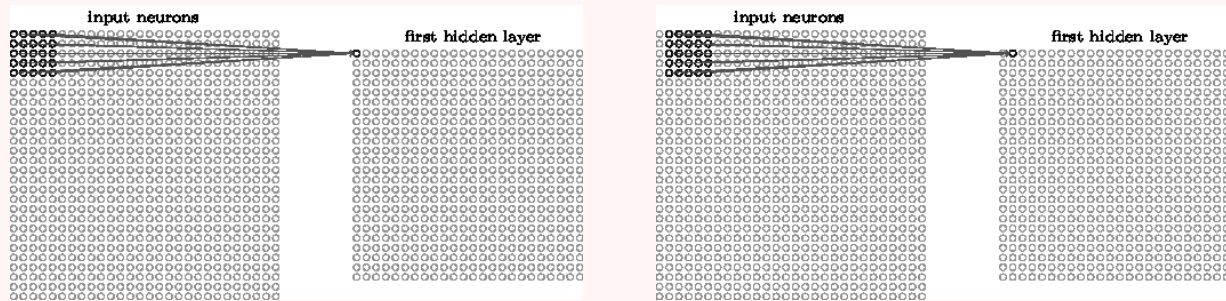 input neurons
first hidden layer
input neurons
first hidden layer